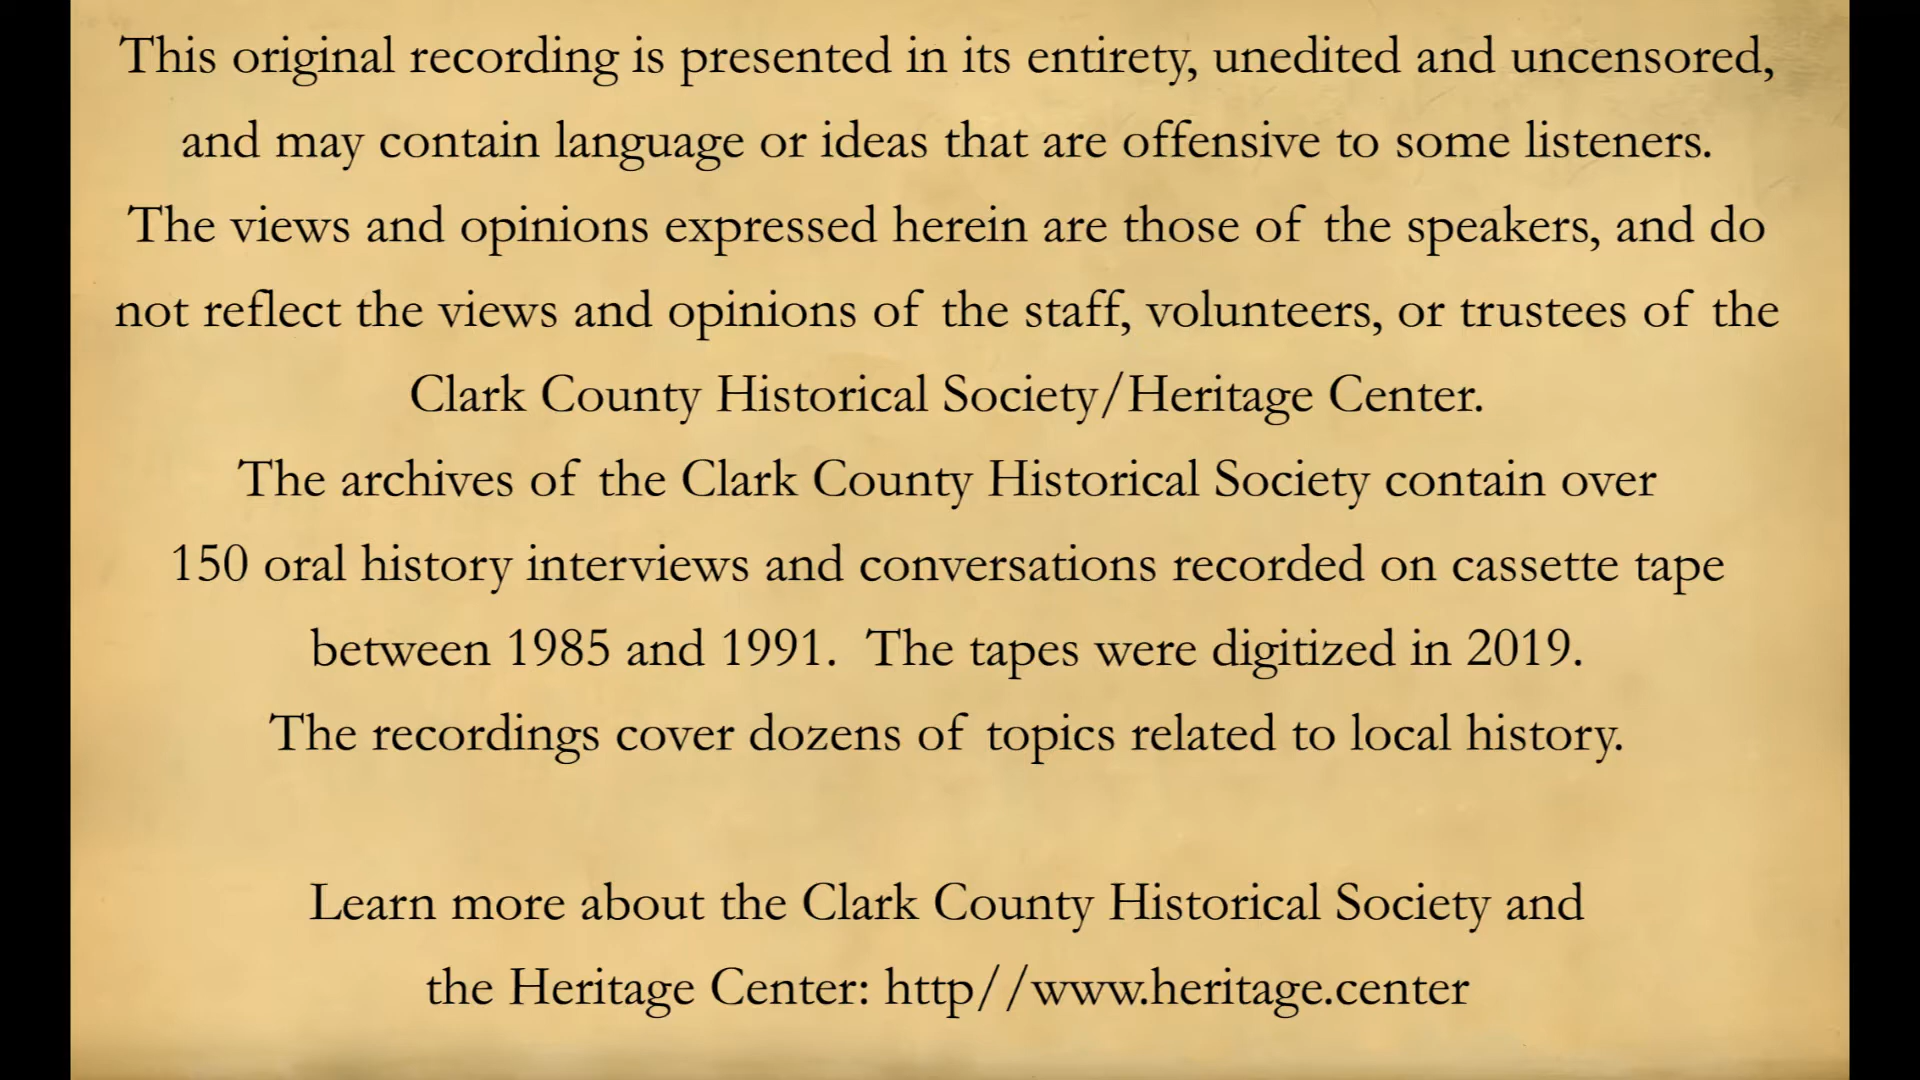 This original recording is presented in its entirety, unedited and uncensored,
and may contain language or ideas that are offensive to some listeners.
The views and opinions expressed herein are those of the speakers, and do
not reflect the views and opinions of the staff, volunteers, or trustees of the
Clark County Historical Society/Heritage Center.
The archives of the Clark County Historical Society contain over
150 oral history interviews and conversations recorded on cassette tape
between 1985 and 1991. The tapes were digitized in 2019.
The recordings cover dozens of topics related to local history.
Learn more about the Clark County Historical Society and
the Heritage Center: http//www.heritage.center